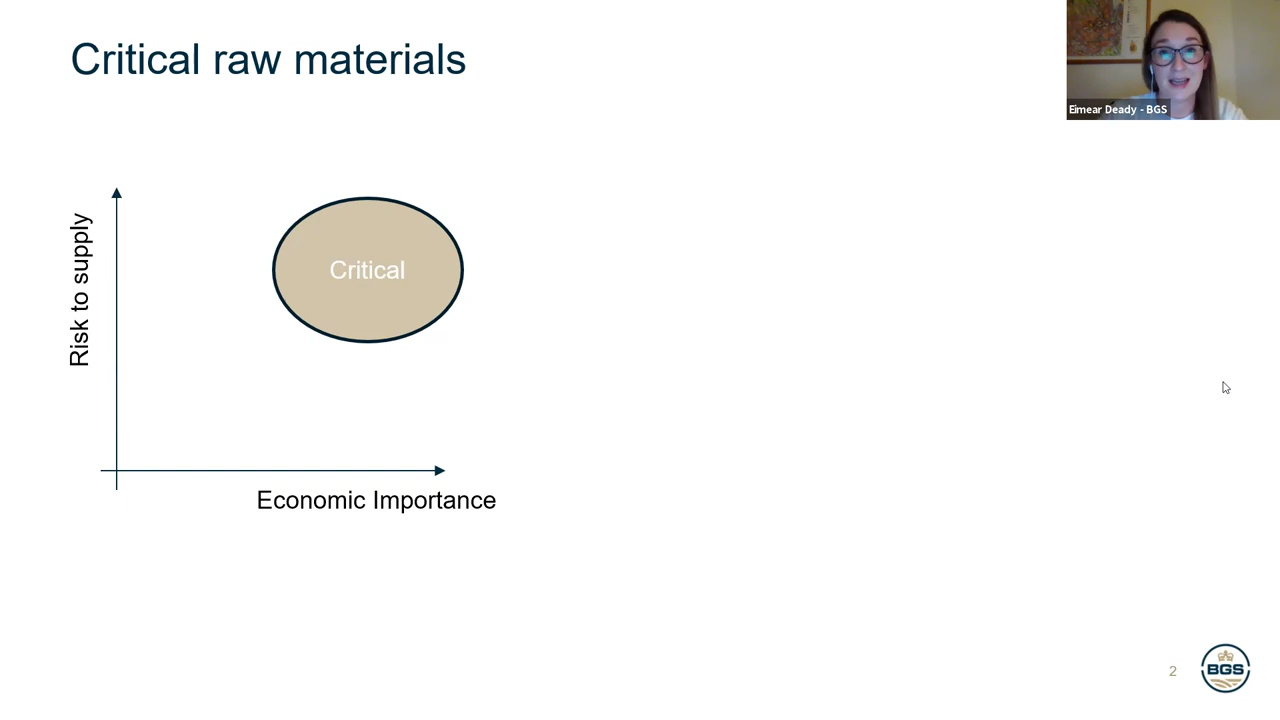 Critical raw materials
Eimear Deady - BGS
Risk to supply
Critical
Economic Importance
2
BGS